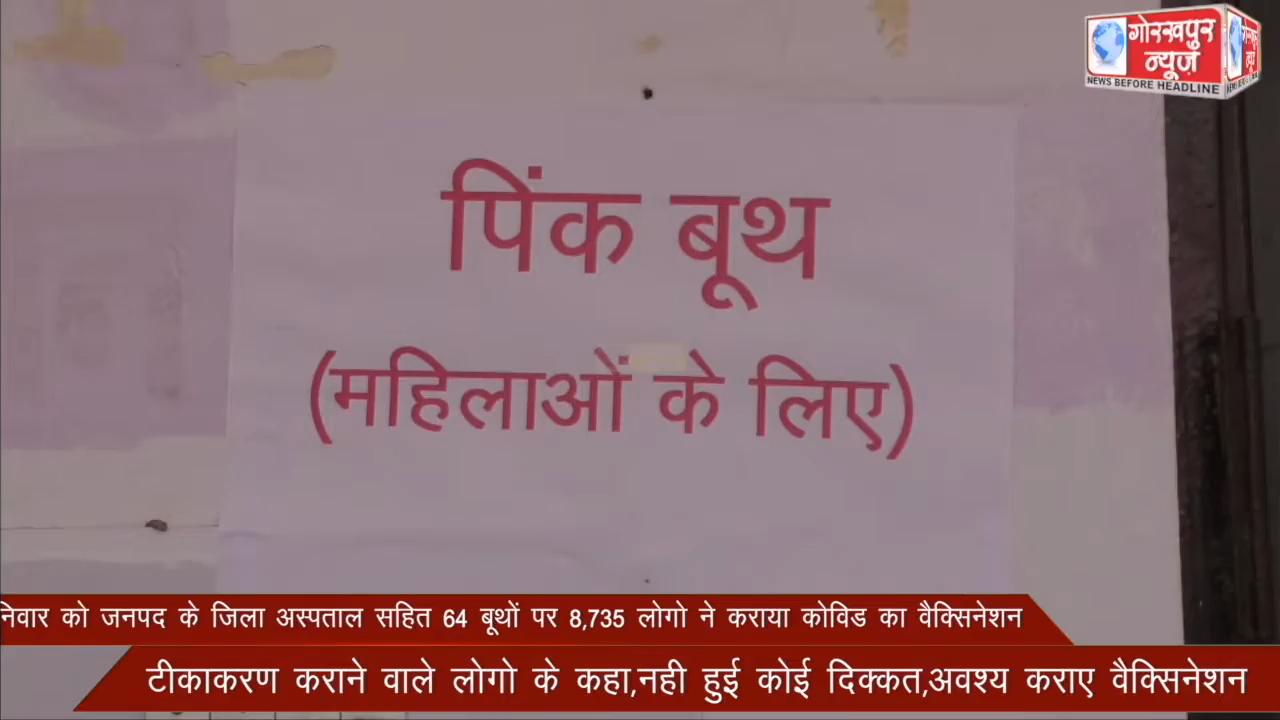 गोरखपुर
न्यूज़
NEWS BEFORE HEADLINE
पिंक बूथ
(महिलाओं के लिए)
निवार को जनपद के जिला अस्पताल सहित 64 बूथों पर 8,735 लोगो ने कराया कोविड का वैक्सिनेशन
टीकाकरण कराने वाले लोगो के कहा,नही हुई कोई दिक्कत,अवश्य कराए वैक्सिनेशन